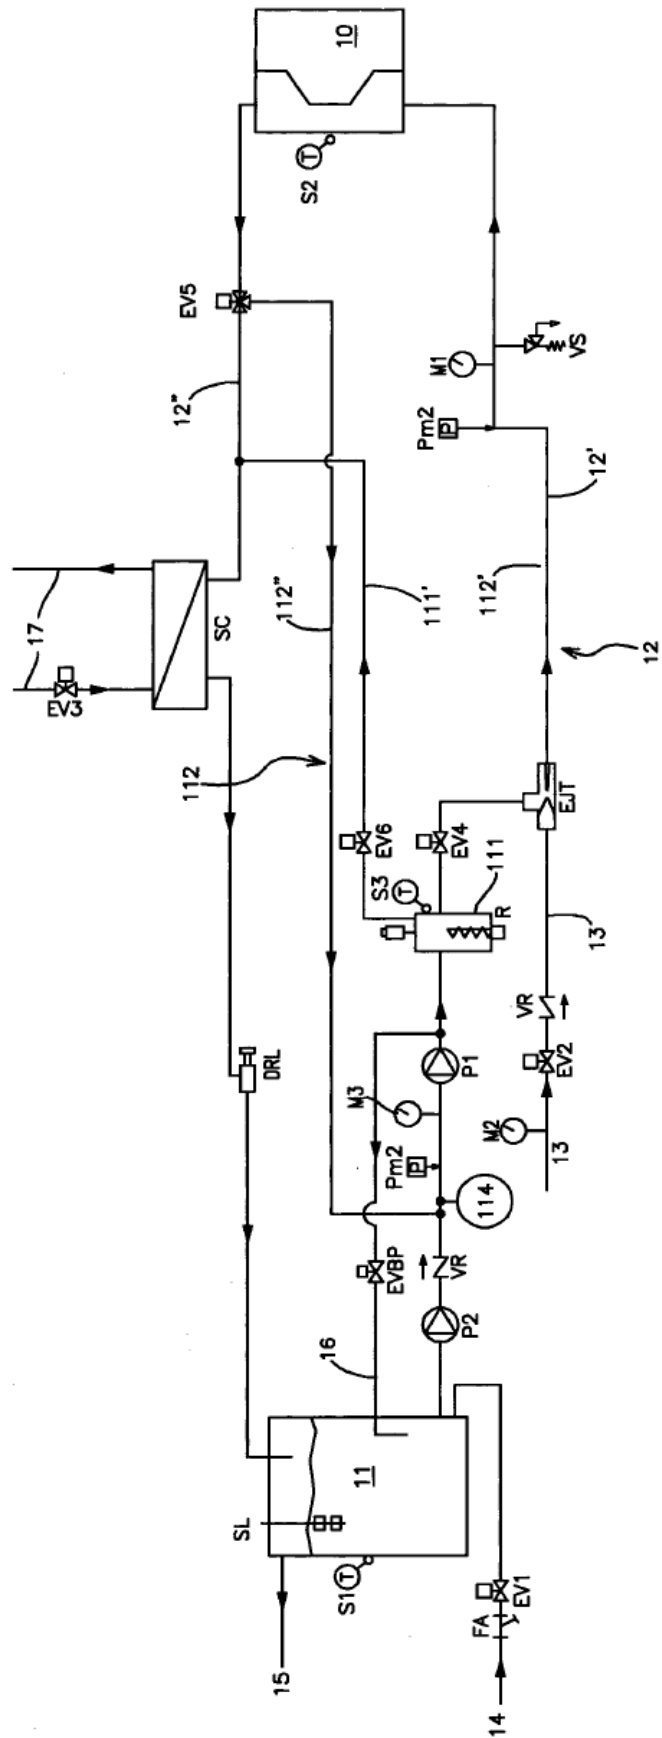 17
EV3
112
12"
EV5
SC
SL
DRL
15
S1
T
112"
S2
T
10
16
11
M3
EVBP
Pm2
P
EV6
S3
T
111'
Pm2
P
M1
P2
VR
114
P1
EV4
111
R
14
FA
EV1
M2
13
EV2
VR
13
EJT
112'
12'
VS
12